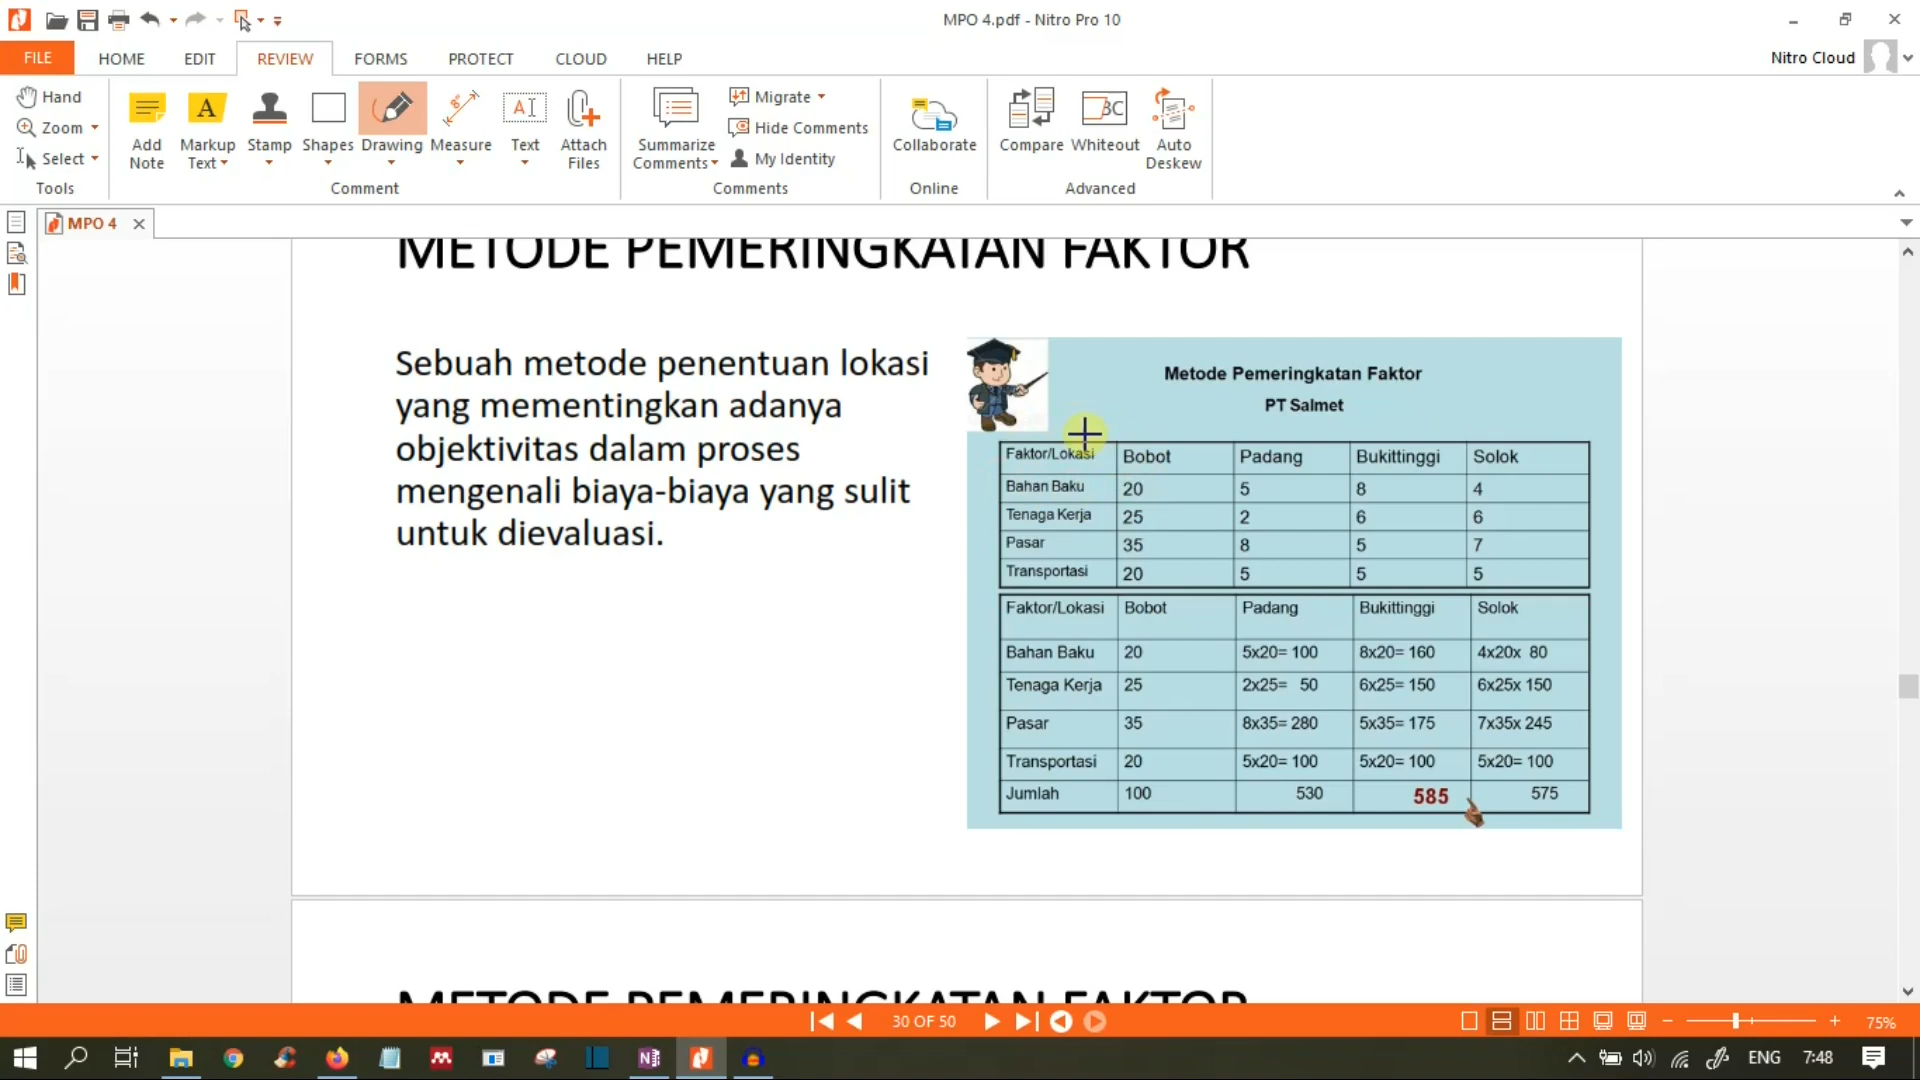 MPO 4.pdf - Nitro Pro 10
FILE HOME EDIT REVIEW FORMS PROTECT CLOUD HELP Nitro Cloud
Hand
Zoom
Select
Tools
Add Note
Markup Text
Stamp
Shapes
Drawing
Measure
Text
Attach Files
Comment
Summarize Comments
Migrate
Hide Comments
My Identity
Comments
Collaborate
Online
Compare
Whiteout
Auto Deskew
Advanced
MPO 4
METODE PEMERINGKATAN FAKTOR
Sebuah metode penentuan lokasi
yang mementingkan adanya
objektivitas dalam proses
mengenali biaya-biaya yang sulit
untuk dievaluasi.
Metode Pemeringkatan Faktor
PT Salmet
Faktor/Lokasi Bobot Padang Bukittinggi Solok
Bahan Baku 20 5 8 4
Tenaga Kerja 25 2 6 6
Pasar 35 8 5 7
Transportasi 20 5 5 5
Faktor/Lokasi Bobot Padang Bukittinggi Solok
Bahan Baku 20 5x20= 100 8x20= 160 4x20x 80
Tenaga Kerja 25 2x25= 50 6x25= 150 6x25x 150
Pasar 35 8x35= 280 5x35= 175 7x35x 245
Transportasi 20 5x20= 100 5x20= 100 5x20= 100
Jumlah 100 530 585 575
METODE PEMERINGKATAN FAKTOR
30 OF 50
75%
ENG 7:48